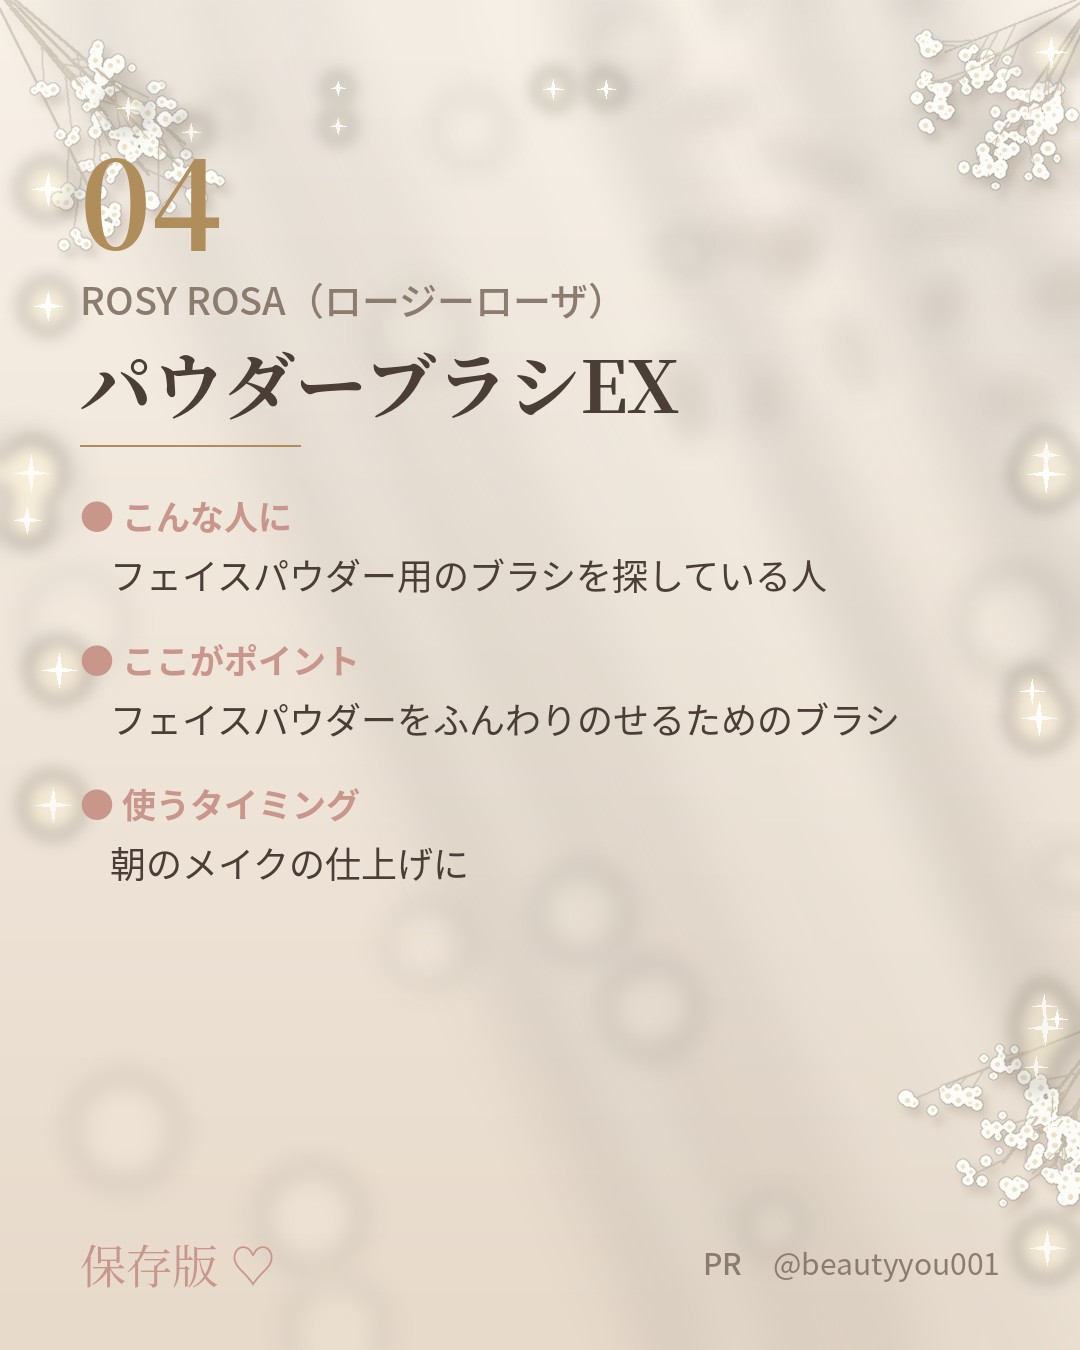 04
ROSY ROSA（ロージーローザ）
パウダーブラシEX
● こんな人に
フェイスパウダー用のブラシを探している人
● ここがポイント
フェイスパウダーをふんわりのせるためのブラシ
● 使うタイミング
朝のメイクの仕上げに
保存版 ♡
PR @beautyyou001